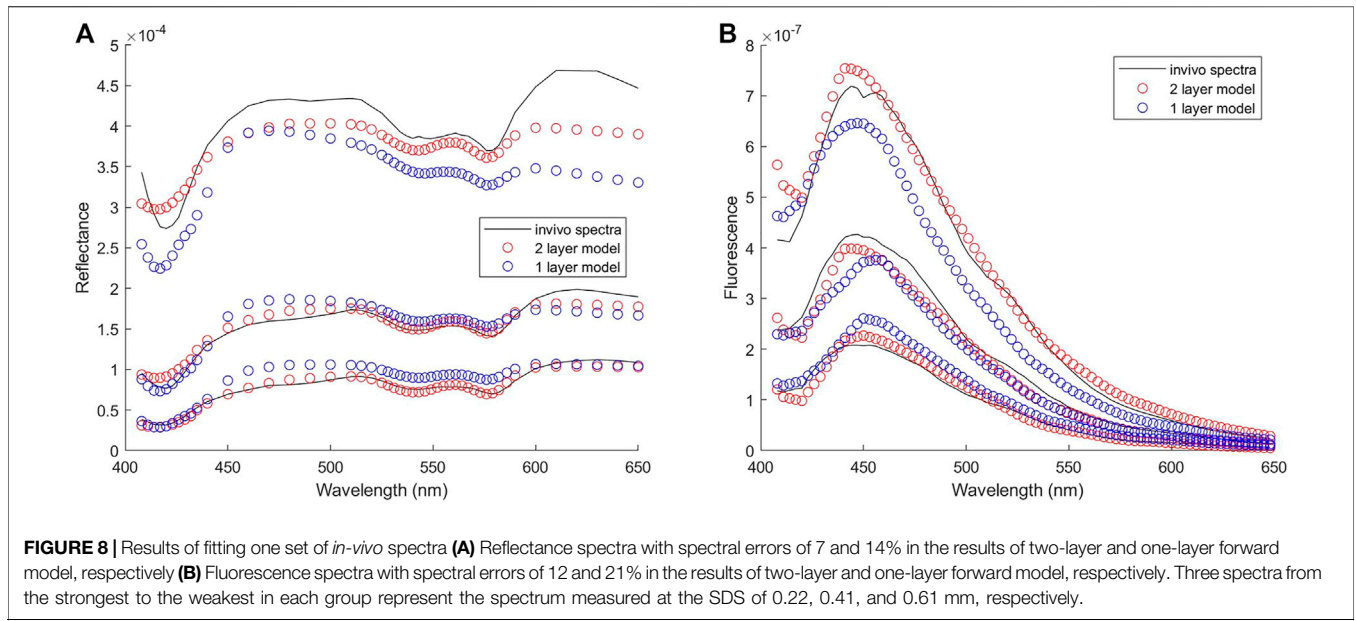 A
×10⁻⁴
5
4.5
4
3.5
3
2.5
2
1.5
1
0.5
0
Reflectance
invivo spectra
2 layer model
1 layer model
400 450 500 550 600 650
Wavelength (nm)
B
×10⁻⁷
8
7
6
5
4
3
2
1
0
Fluorescence
invivo spectra
2 layer model
1 layer model
400 450 500 550 600 650
Wavelength (nm)
FIGURE 8 | Results of fitting one set of in-vivo spectra (A) Reflectance spectra with spectral errors of 7 and 14% in the results of two-layer and one-layer forward
model, respectively (B) Fluorescence spectra with spectral errors of 12 and 21% in the results of two-layer and one-layer forward model, respectively. Three spectra from
the strongest to the weakest in each group represent the spectrum measured at the SDS of 0.22, 0.41, and 0.61 mm, respectively.